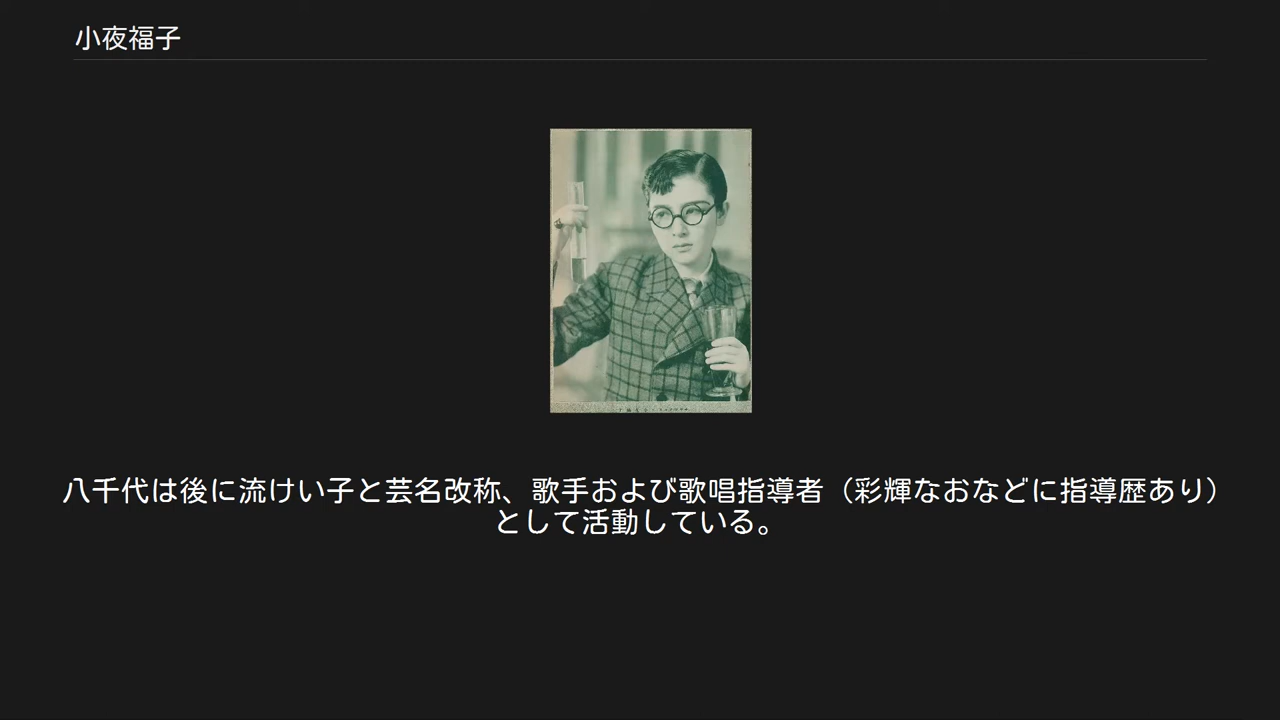 小夜福子
八千代は後に流けい子と芸名改称、歌手および歌唱指導者（彩輝なおなどに指導歴あり）
として活動している。